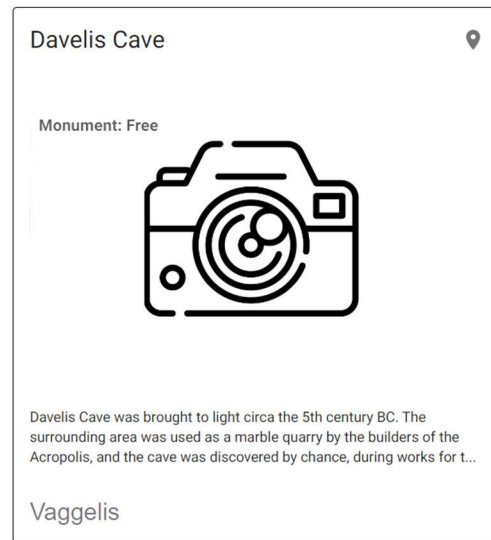 Davelis Cave
Monument: Free
Davelis Cave was brought to light circa the 5th century BC. The
surrounding area was used as a marble quarry by the builders of the
Acropolis, and the cave was discovered by chance, during works for t...
Vaggelis